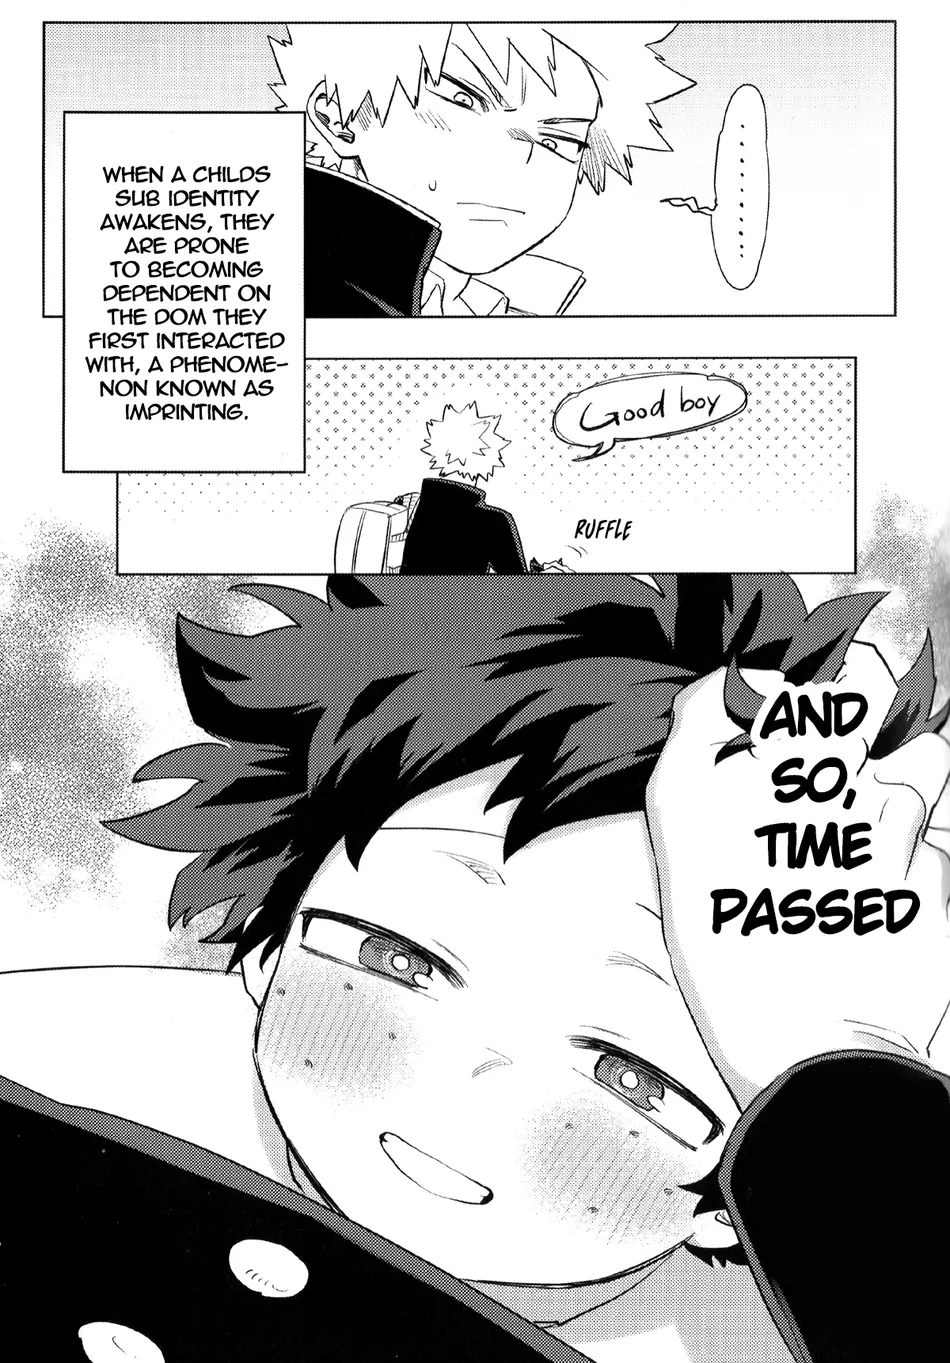 . . . . . . . . . .
WHEN A CHILDS
SUB IDENTITY
AWAKENS, THEY
ARE PRONE
TO BECOMING
DEPENDENT ON
THE DOM THEY
FIRST INTERACTED
WITH, A PHENOME-
NON KNOWN AS
IMPRINTING.
Good boy
RUFFLE
AND
SO,
TIME
PASSED